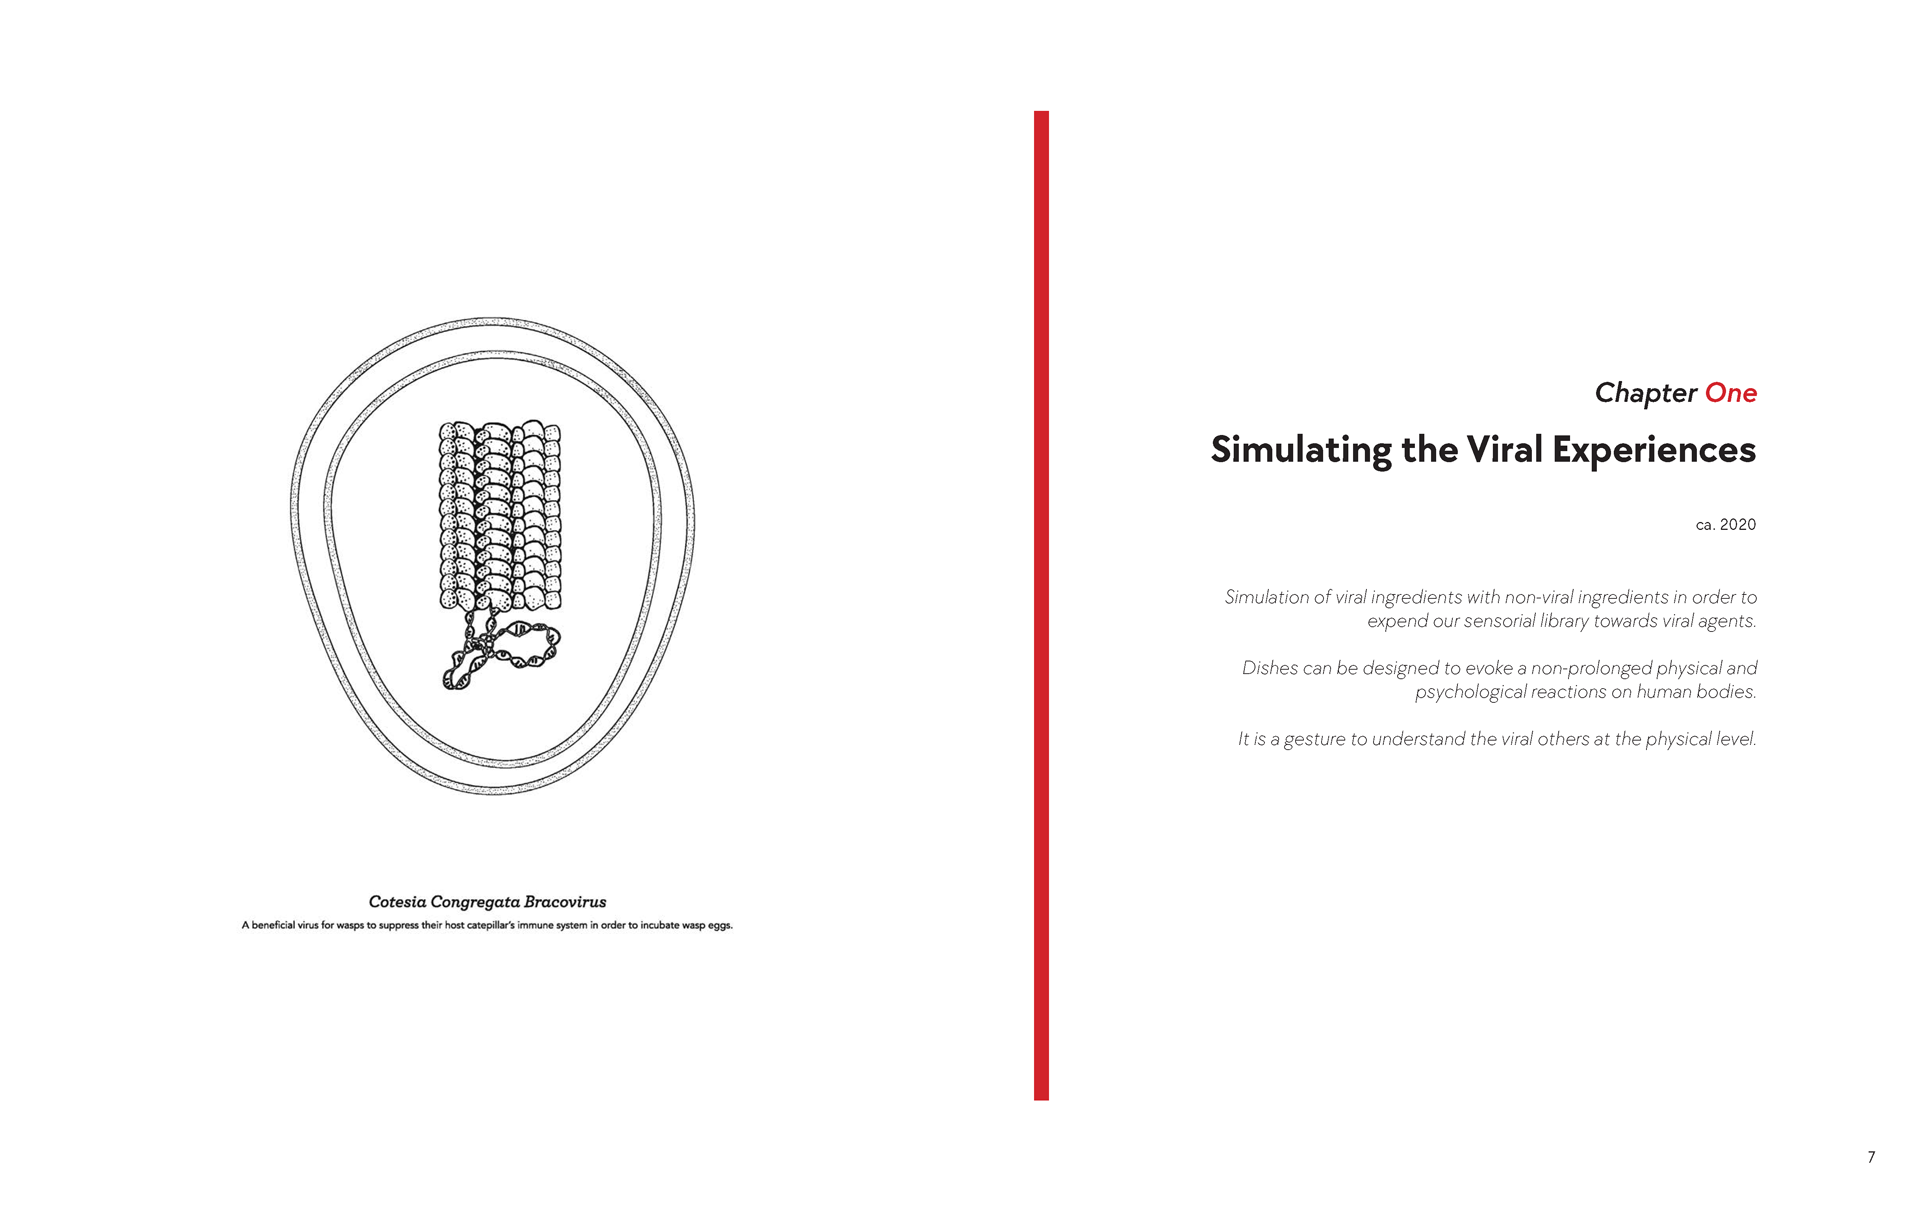 Cotesia Congregata Bracovirus
A beneficial virus for wasps to suppress their host catepillar's immune system in order to incubate wasp eggs.
Chapter One
Simulating the Viral Experiences
ca. 2020
Simulation of viral ingredients with non-viral ingredients in order to
expend our sensorial library towards viral agents.
Dishes can be designed to evoke a non-prolonged physical and
psychological reactions on human bodies.
It is a gesture to understand the viral others at the physical level.
7